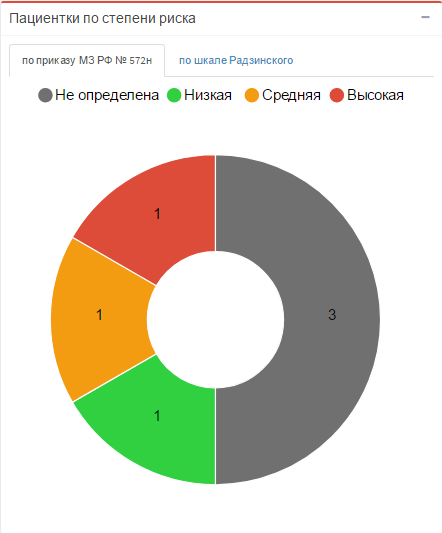 Пациентки по степени риска
по приказу МЗ РФ № 572н по шкале Радзинского
Не определена Низкая Средняя Высокая
1
3
1
1